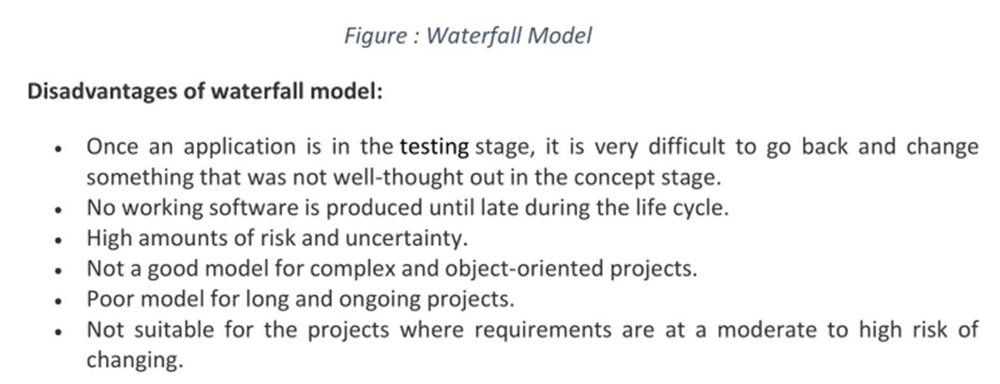 Figure : Waterfall Model
Disadvantages of waterfall model:
• Once an application is in the testing stage, it is very difficult to go back and change
something that was not well-thought out in the concept stage.
• No working software is produced until late during the life cycle.
• High amounts of risk and uncertainty.
• Not a good model for complex and object-oriented projects.
• Poor model for long and ongoing projects.
• Not suitable for the projects where requirements are at a moderate to high risk of
changing.